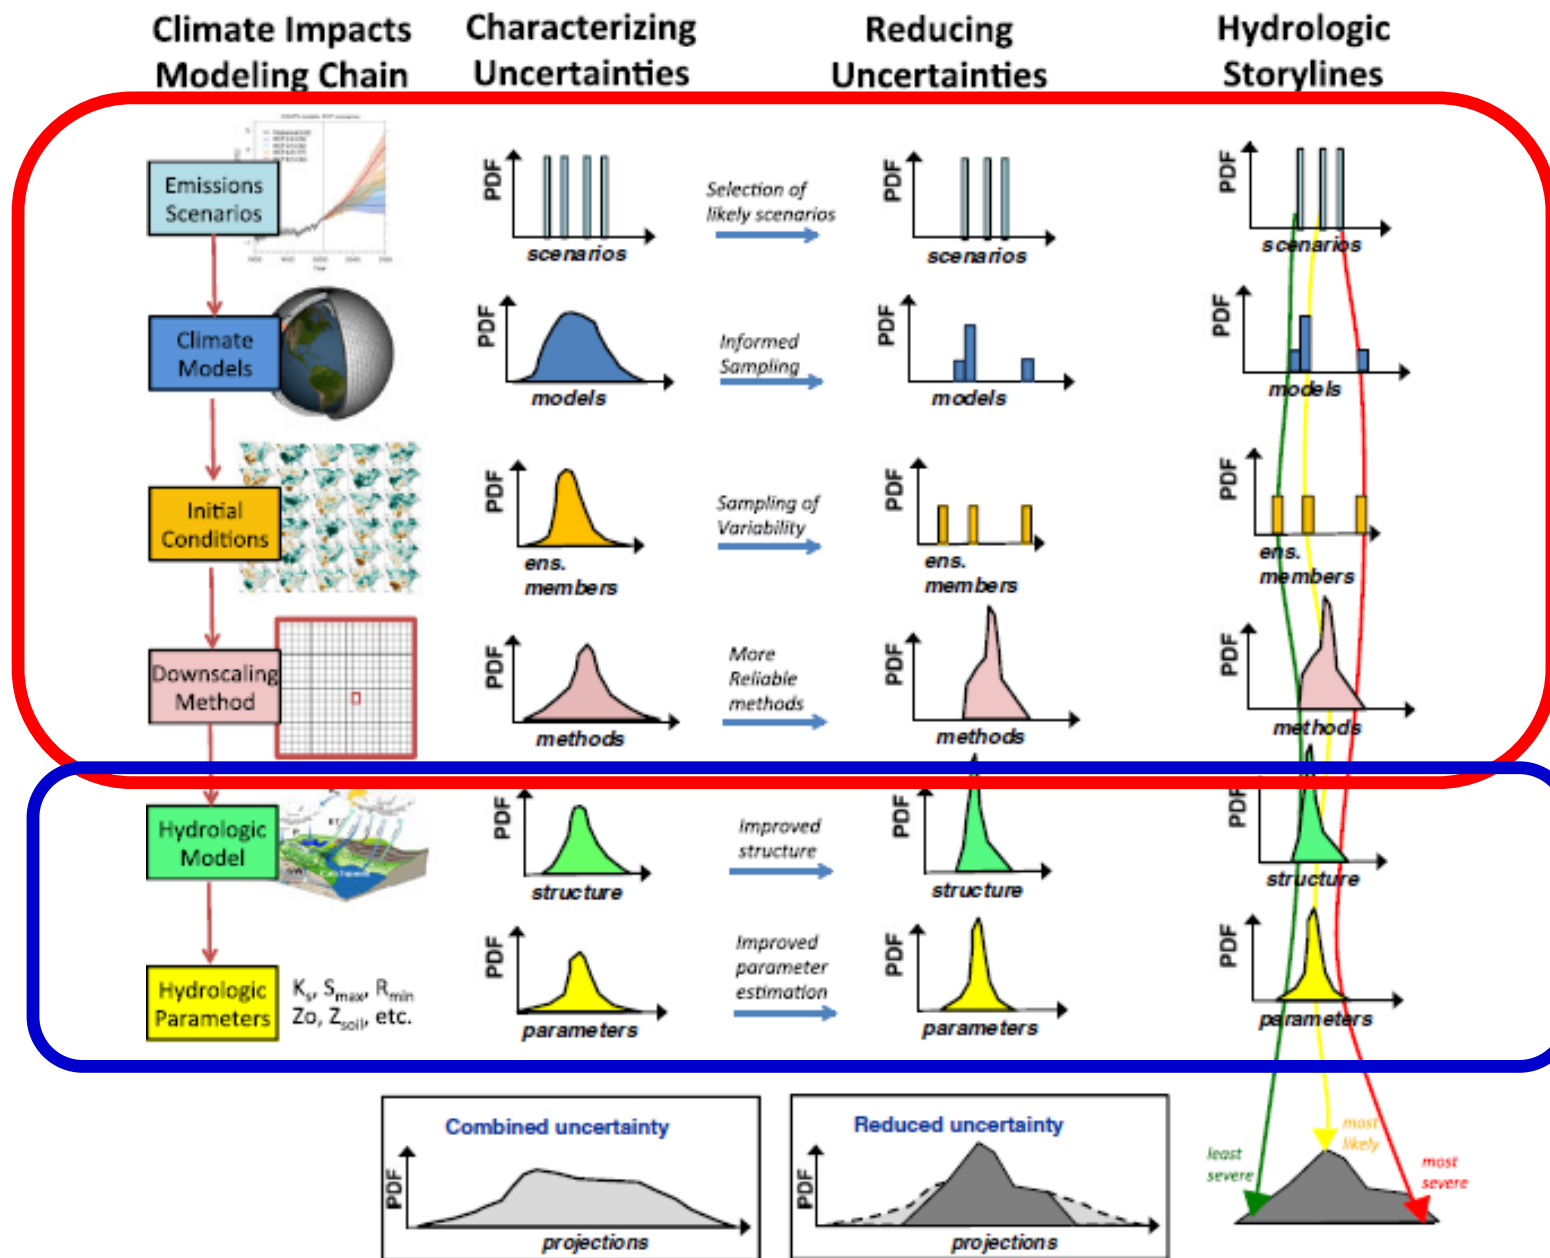 Climate Impacts
Modeling Chain
Characterizing
Uncertainties
Reducing
Uncertainties
Hydrologic
Storylines
Emissions
Scenarios
Year
PDF
scenarios
Selection of
likely scenarios
PDF
scenarios
PDF
scenarios
Climate
Models
PDF
models
Informed
Sampling
PDF
models
PDF
models
Initial
Conditions
PDF
ens.
members
Sampling of
Variability
PDF
ens.
members
PDF
ens.
members
Downscaling
Method
PDF
methods
More
Reliable
methods
PDF
methods
PDF
methods
Hydrologic
Model
PDF
structure
Improved
structure
PDF
structure
PDF
structure
Hydrologic
Parameters
Ks, Smax, Rmin
Zo, Zsoil, etc.
PDF
parameters
Improved
parameter
estimation
PDF
parameters
PDF
parameters
Combined uncertainty
PDF
projections
Reduced uncertainty
PDF
projections
least
severe
most
likely
most
severe